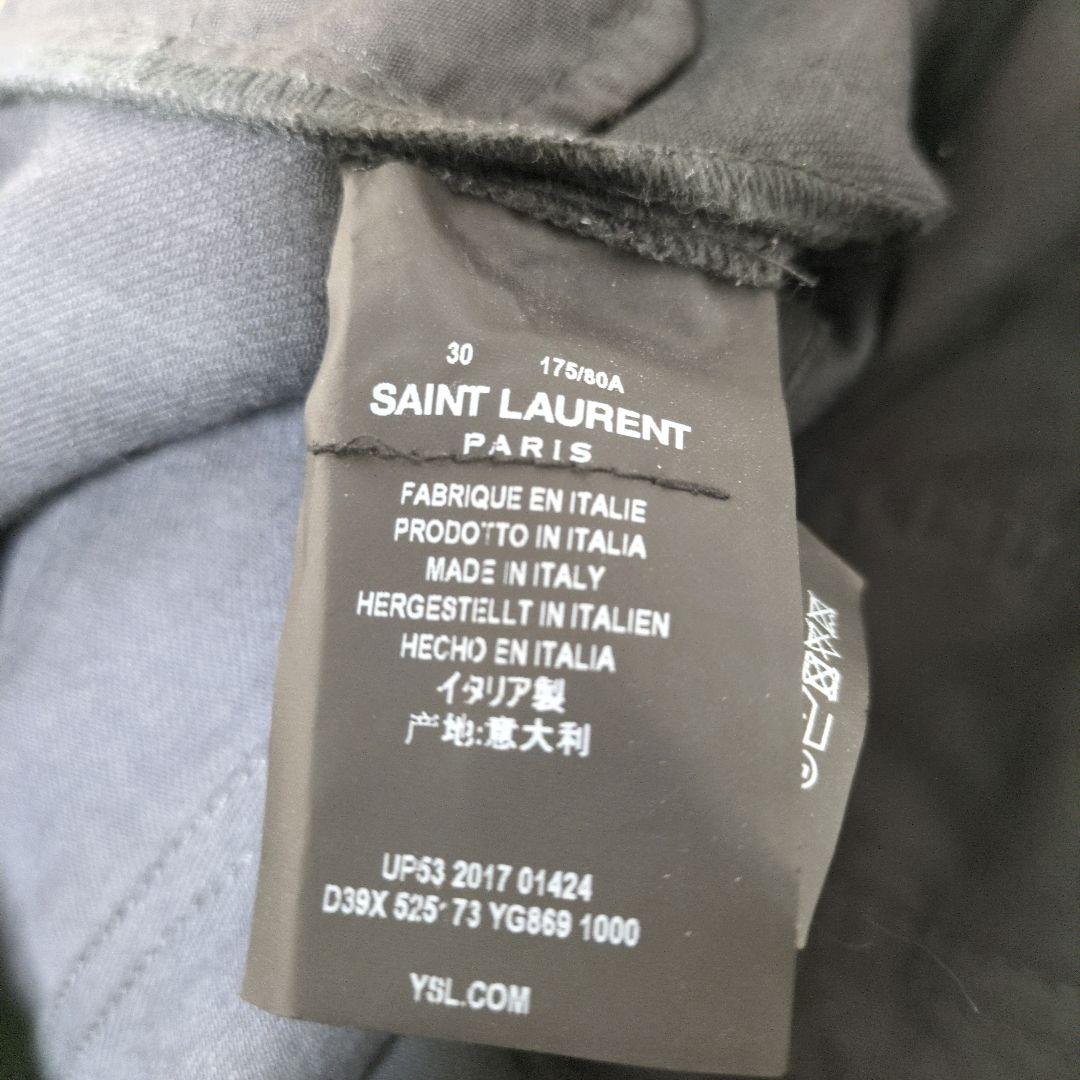 30 175/80A
SAINT LAURENT
PARIS
FABRIQUE EN ITALIE
PRODOTTO IN ITALIA
MADE IN ITALY
HERGESTELLT IN ITALIEN
HECHO EN ITALIA
イタリア製
产地:意大利
UP53 2017 01424
D39X 525173 YG869 1000
YSL.COM